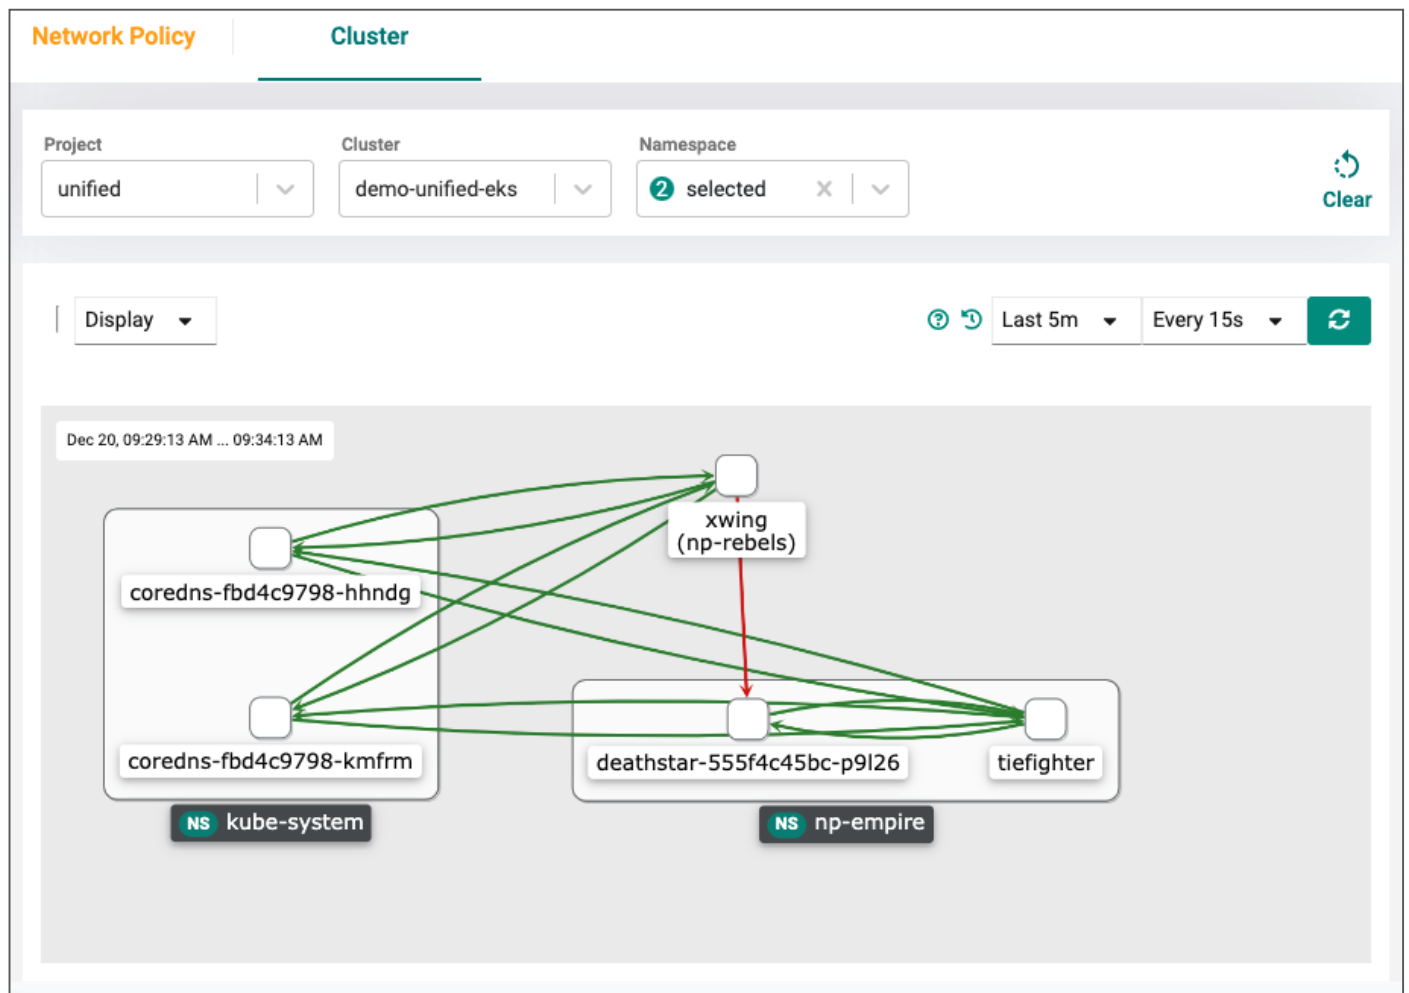 Network Policy
Cluster
Project
Cluster
Namespace
unified
demo-unified-eks
2 selected
Clear
Display
Last 5m
Every 15s
Dec 20, 09:29:13 AM ... 09:34:13 AM
xwing
(np-rebels)
coredns-fbd4c9798-hhndg
coredns-fbd4c9798-kmfrm
deathstar-555f4c45bc-p9l26
tiefighter
NS kube-system
NS np-empire